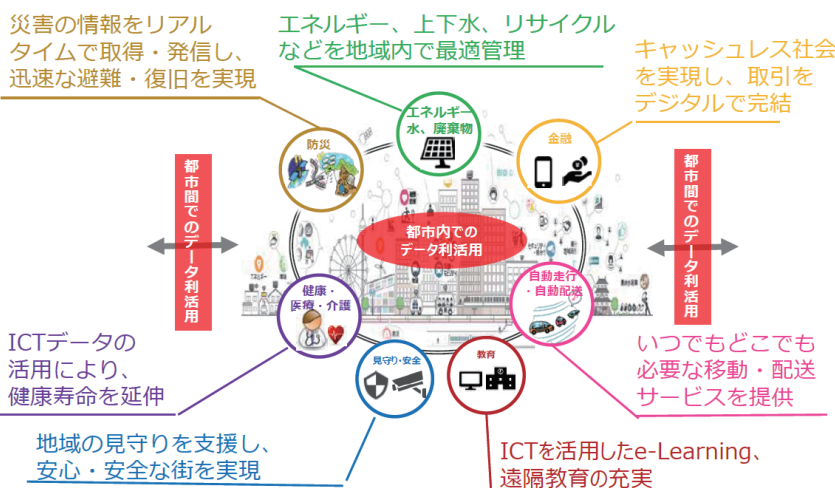 災害の情報をリアル
タイムで取得・発信し、
迅速な避難・復旧を実現
エネルギー、上下水、リサイクル
などを地域内で最適管理
キャッシュレス社会
を実現し、取引を
デジタルで完結
防災
エネルギー
水、廃棄物
金融
都市間でのデータ利活用
都市内での
データ利活用
都市間でのデータ利活用
健康・
医療・介護
自動走行
・自動配送
見守り・安全
教育
ICTデータの
活用により、
健康寿命を延伸
いつでもどこでも
必要な移動・配送
サービスを提供
地域の見守りを支援し、
安心・安全な街を実現
ICTを活用したe-Learning、
遠隔教育の充実